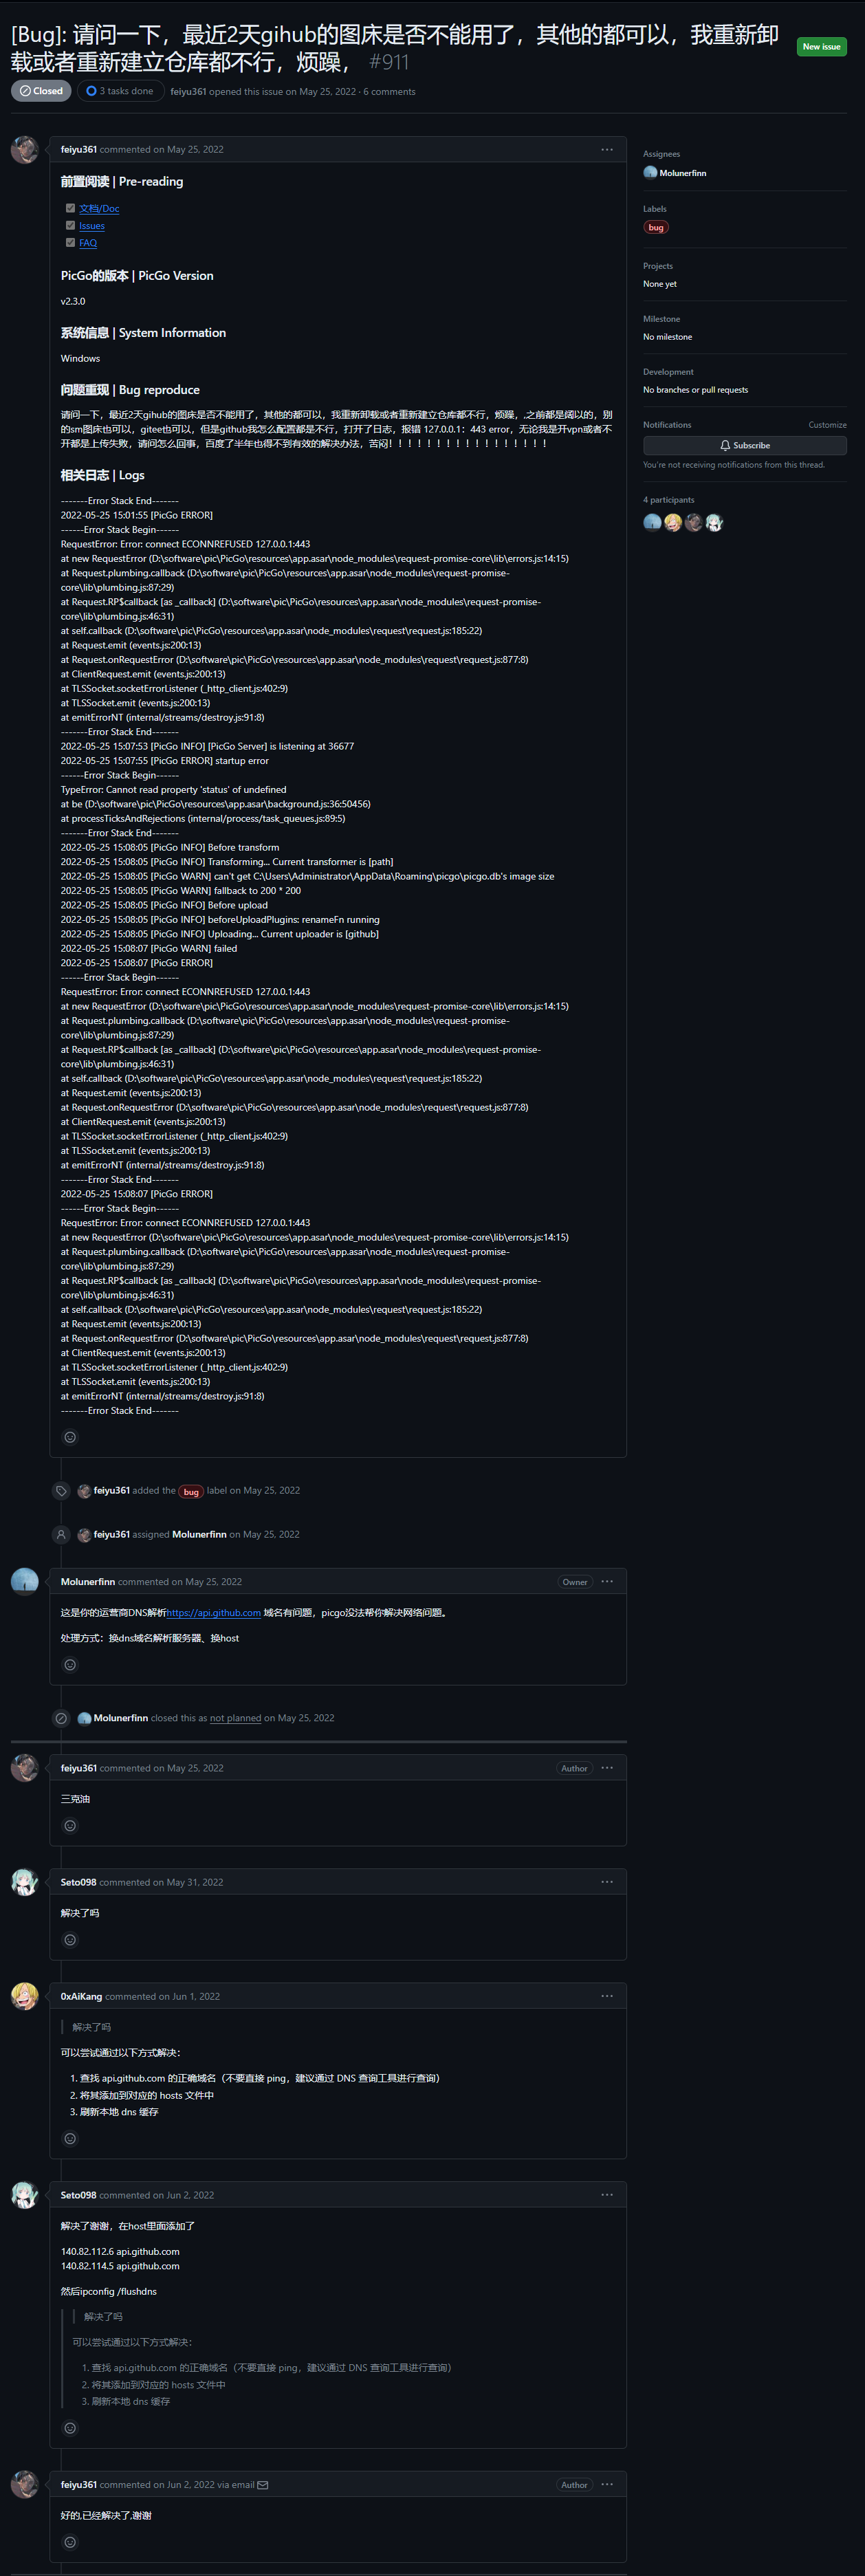 [Bug]: 请问一下，最近2天gihub的图床是否不能用了，其他的都可以，我重新卸
载或者重新建立仓库都不行，烦躁， #911
New issue
Closed
3 tasks done
feiyu361 opened this issue on May 25, 2022 · 6 comments
feiyu361 commented on May 25, 2022
前置阅读 | Pre-reading
文档/Doc
Issues
FAQ
PicGo的版本 | PicGo Version
v2.3.0
系统信息 | System Information
Windows
问题重现 | Bug reproduce
请问一下，最近2天gihub的图床是否不能用了，其他的都可以，我重新卸载或者重新建立仓库都不行，烦躁，.之前都是阔以的，别
的sm图床也可以，gitee也可以，但是github我怎么配置都是不行，打开了日志，报错 127.0.0.1：443 error，无论我是开vpn或者不
开都是上传失败，请问怎么回事，百度了半年也得不到有效的解决办法，苦闷！！！！！！！！！！！！！！！！！
相关日志 | Logs
-------Error Stack End-------
2022-05-25 15:01:55 [PicGo ERROR]
------Error Stack Begin------
RequestError: Error: connect ECONNREFUSED 127.0.0.1:443
at new RequestError (D:\software\pic\PicGo\resources\app.asar\node_modules\request-promise-core\lib\errors.js:14:15)
at Request.plumbing.callback (D:\software\pic\PicGo\resources\app.asar\node_modules\request-promise-
core\lib\plumbing.js:87:29)
at Request.RP$callback [as _callback] (D:\software\pic\PicGo\resources\app.asar\node_modules\request-promise-
core\lib\plumbing.js:46:31)
at self.callback (D:\software\pic\PicGo\resources\app.asar\node_modules\request\request.js:185:22)
at Request.emit (events.js:200:13)
at Request.onRequestError (D:\software\pic\PicGo\resources\app.asar\node_modules\request\request.js:877:8)
at ClientRequest.emit (events.js:200:13)
at TLSSocket.socketErrorListener (_http_client.js:402:9)
at TLSSocket.emit (events.js:200:13)
at emitErrorNT (internal/streams/destroy.js:91:8)
-------Error Stack End-------
2022-05-25 15:07:53 [PicGo INFO] [PicGo Server] is listening at 36677
2022-05-25 15:07:55 [PicGo ERROR] startup error
------Error Stack Begin------
TypeError: Cannot read property 'status' of undefined
at be (D:\software\pic\PicGo\resources\app.asar\background.js:36:50456)
at processTicksAndRejections (internal/process/task_queues.js:89:5)
-------Error Stack End-------
2022-05-25 15:08:05 [PicGo INFO] Before transform
2022-05-25 15:08:05 [PicGo INFO] Transforming... Current transformer is [path]
2022-05-25 15:08:05 [PicGo WARN] can't get C:\Users\Administrator\AppData\Roaming\picgo\picgo.db's image size
2022-05-25 15:08:05 [PicGo WARN] fallback to 200 * 200
2022-05-25 15:08:05 [PicGo INFO] Before upload
2022-05-25 15:08:05 [PicGo INFO] beforeUploadPlugins: renameFn running
2022-05-25 15:08:05 [PicGo INFO] Uploading... Current uploader is [github]
2022-05-25 15:08:07 [PicGo WARN] failed
2022-05-25 15:08:07 [PicGo ERROR]
------Error Stack Begin------
RequestError: Error: connect ECONNREFUSED 127.0.0.1:443
at new RequestError (D:\software\pic\PicGo\resources\app.asar\node_modules\request-promise-core\lib\errors.js:14:15)
at Request.plumbing.callback (D:\software\pic\PicGo\resources\app.asar\node_modules\request-promise-
core\lib\plumbing.js:87:29)
at Request.RP$callback [as _callback] (D:\software\pic\PicGo\resources\app.asar\node_modules\request-promise-
core\lib\plumbing.js:46:31)
at self.callback (D:\software\pic\PicGo\resources\app.asar\node_modules\request\request.js:185:22)
at Request.emit (events.js:200:13)
at Request.onRequestError (D:\software\pic\PicGo\resources\app.asar\node_modules\request\request.js:877:8)
at ClientRequest.emit (events.js:200:13)
at TLSSocket.socketErrorListener (_http_client.js:402:9)
at TLSSocket.emit (events.js:200:13)
at emitErrorNT (internal/streams/destroy.js:91:8)
-------Error Stack End-------
2022-05-25 15:08:07 [PicGo ERROR]
------Error Stack Begin------
RequestError: Error: connect ECONNREFUSED 127.0.0.1:443
at new RequestError (D:\software\pic\PicGo\resources\app.asar\node_modules\request-promise-core\lib\errors.js:14:15)
at Request.plumbing.callback (D:\software\pic\PicGo\resources\app.asar\node_modules\request-promise-
core\lib\plumbing.js:87:29)
at Request.RP$callback [as _callback] (D:\software\pic\PicGo\resources\app.asar\node_modules\request-promise-
core\lib\plumbing.js:46:31)
at self.callback (D:\software\pic\PicGo\resources\app.asar\node_modules\request\request.js:185:22)
at Request.emit (events.js:200:13)
at Request.onRequestError (D:\software\pic\PicGo\resources\app.asar\node_modules\request\request.js:877:8)
at ClientRequest.emit (events.js:200:13)
at TLSSocket.socketErrorListener (_http_client.js:402:9)
at TLSSocket.emit (events.js:200:13)
at emitErrorNT (internal/streams/destroy.js:91:8)
-------Error Stack End-------
feiyu361 added the bug label on May 25, 2022
feiyu361 assigned Molunerfinn on May 25, 2022
Molunerfinn commented on May 25, 2022
Owner
这是你的运营商DNS解析https://api.github.com 域名有问题，picgo没法帮你解决网络问题。
处理方式：换dns域名解析服务器、换host
Molunerfinn closed this as not planned on May 25, 2022
feiyu361 commented on May 25, 2022
Author
三克油
Seto098 commented on May 31, 2022
解决了吗
0xAiKang commented on Jun 1, 2022
解决了吗
可以尝试通过以下方式解决：
1. 查找 api.github.com 的正确域名（不要直接 ping，建议通过 DNS 查询工具进行查询）
2. 将其添加到对应的 hosts 文件中
3. 刷新本地 dns 缓存
Seto098 commented on Jun 2, 2022
解决了谢谢，在host里面添加了
140.82.112.6 api.github.com
140.82.114.5 api.github.com
然后ipconfig /flushdns
解决了吗
可以尝试通过以下方式解决：
1. 查找 api.github.com 的正确域名（不要直接 ping，建议通过 DNS 查询工具进行查询）
2. 将其添加到对应的 hosts 文件中
3. 刷新本地 dns 缓存
feiyu361 commented on Jun 2, 2022 via email
Author
好的,已经解决了,谢谢
Assignees
Molunerfinn
Labels
bug
Projects
None yet
Milestone
No milestone
Development
No branches or pull requests
Notifications
Customize
Subscribe
You're not receiving notifications from this thread.
4 participants